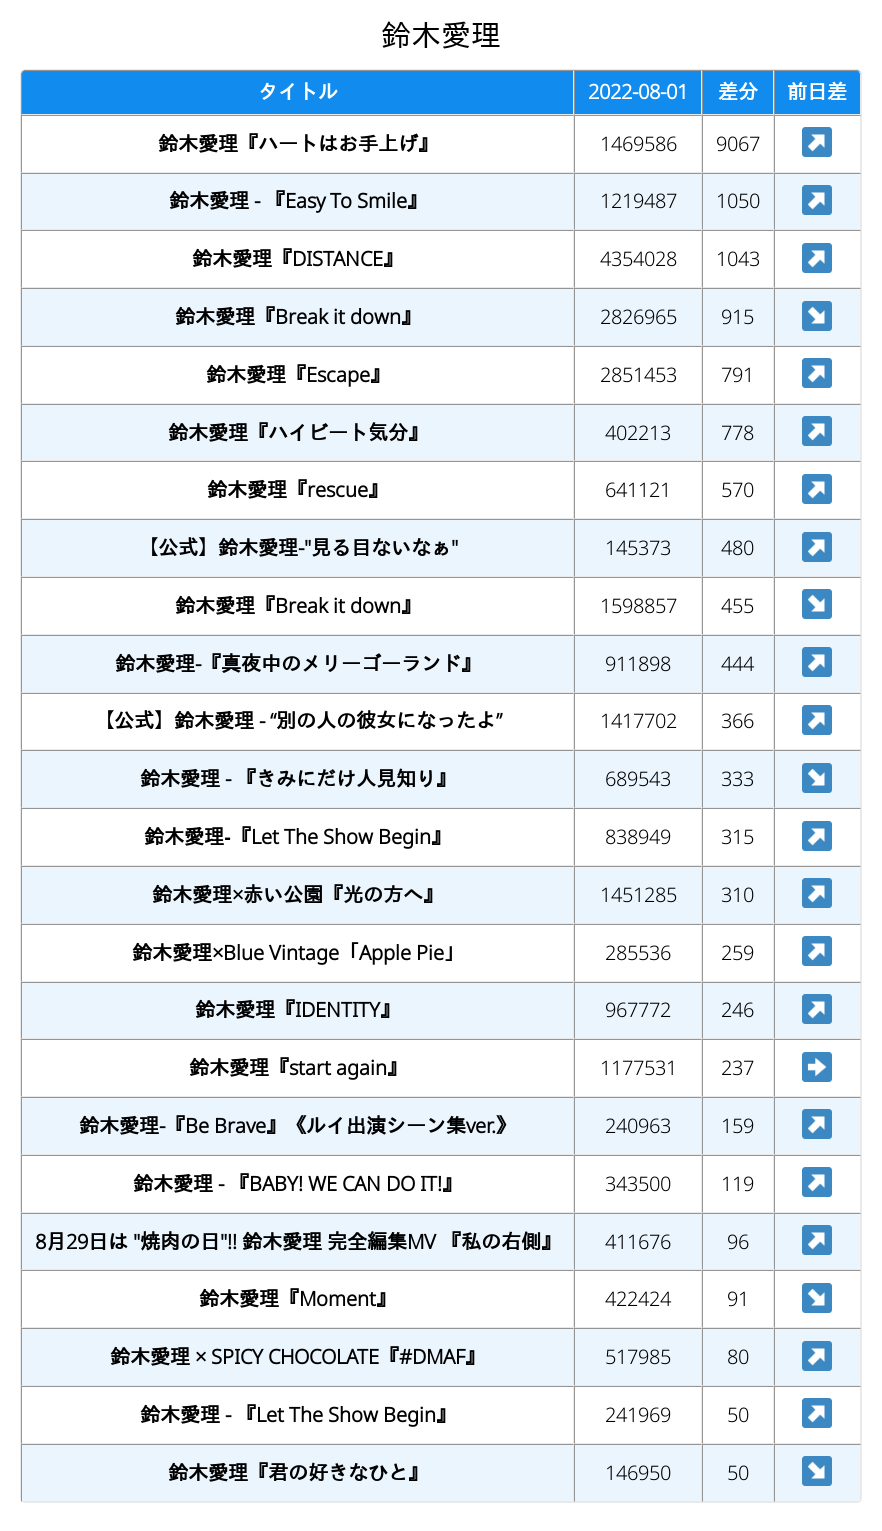 鈴木愛理
タイトル 2022-08-01 差分 前日差
鈴木愛理『ハートはお手上げ』 1469586 9067 ↗
鈴木愛理 - 『Easy To Smile』 1219487 1050 ↗
鈴木愛理『DISTANCE』 4354028 1043 ↗
鈴木愛理『Break it down』 2826965 915 ↘
鈴木愛理『Escape』 2851453 791 ↗
鈴木愛理『ハイビート気分』 402213 778 ↗
鈴木愛理『rescue』 641121 570 ↗
【公式】鈴木愛理-"見る目ないなぁ" 145373 480 ↗
鈴木愛理『Break it down』 1598857 455 ↘
鈴木愛理-『真夜中のメリーゴーランド』 911898 444 ↗
【公式】鈴木愛理 - “別の人の彼女になったよ” 1417702 366 ↗
鈴木愛理 - 『きみにだけ人見知り』 689543 333 ↘
鈴木愛理-『Let The Show Begin』 838949 315 ↗
鈴木愛理×赤い公園『光の方へ』 1451285 310 ↗
鈴木愛理×Blue Vintage「Apple Pie」 285536 259 ↗
鈴木愛理『IDENTITY』 967772 246 ↗
鈴木愛理『start again』 1177531 237 ➡
鈴木愛理-『Be Brave』《ルイ出演シーン集ver.》 240963 159 ↗
鈴木愛理 - 『BABY! WE CAN DO IT!』 343500 119 ↗
8月29日は "焼肉の日"!! 鈴木愛理 完全編集MV 『私の右側』 411676 96 ↗
鈴木愛理『Moment』 422424 91 ↘
鈴木愛理 × SPICY CHOCOLATE『#DMAF』 517985 80 ↗
鈴木愛理 - 『Let The Show Begin』 241969 50 ↗
鈴木愛理『君の好きなひと』 146950 50 ↘